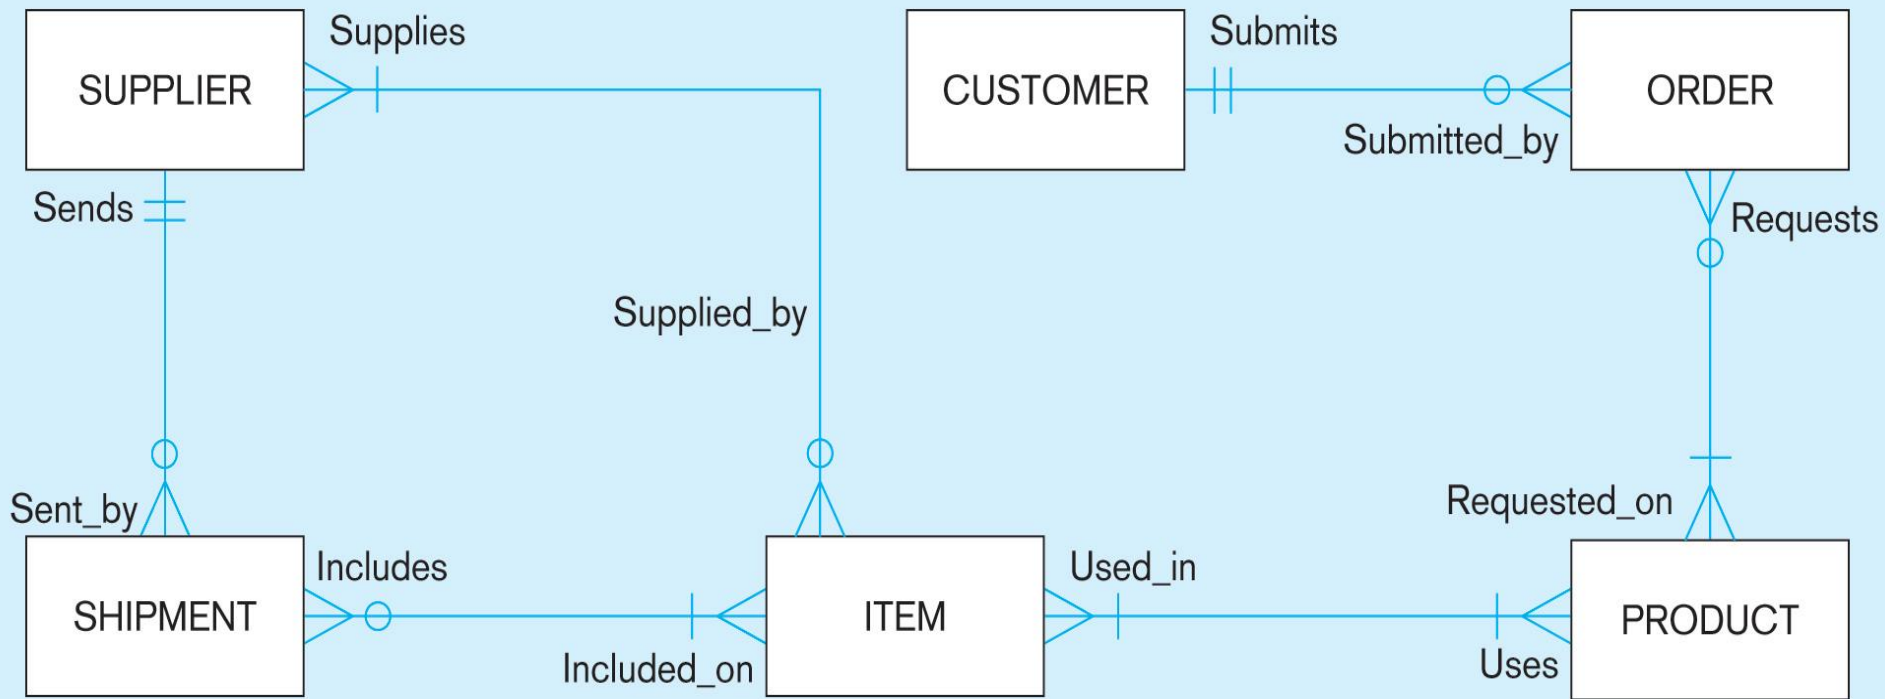 Supplies
Submits
SUPPLIER
CUSTOMER
ORDER
Submitted_by
Sends
Requests
Supplied_by
Sent_by
Requested_on
Includes
Used_in
SHIPMENT
ITEM
PRODUCT
Included_on
Uses